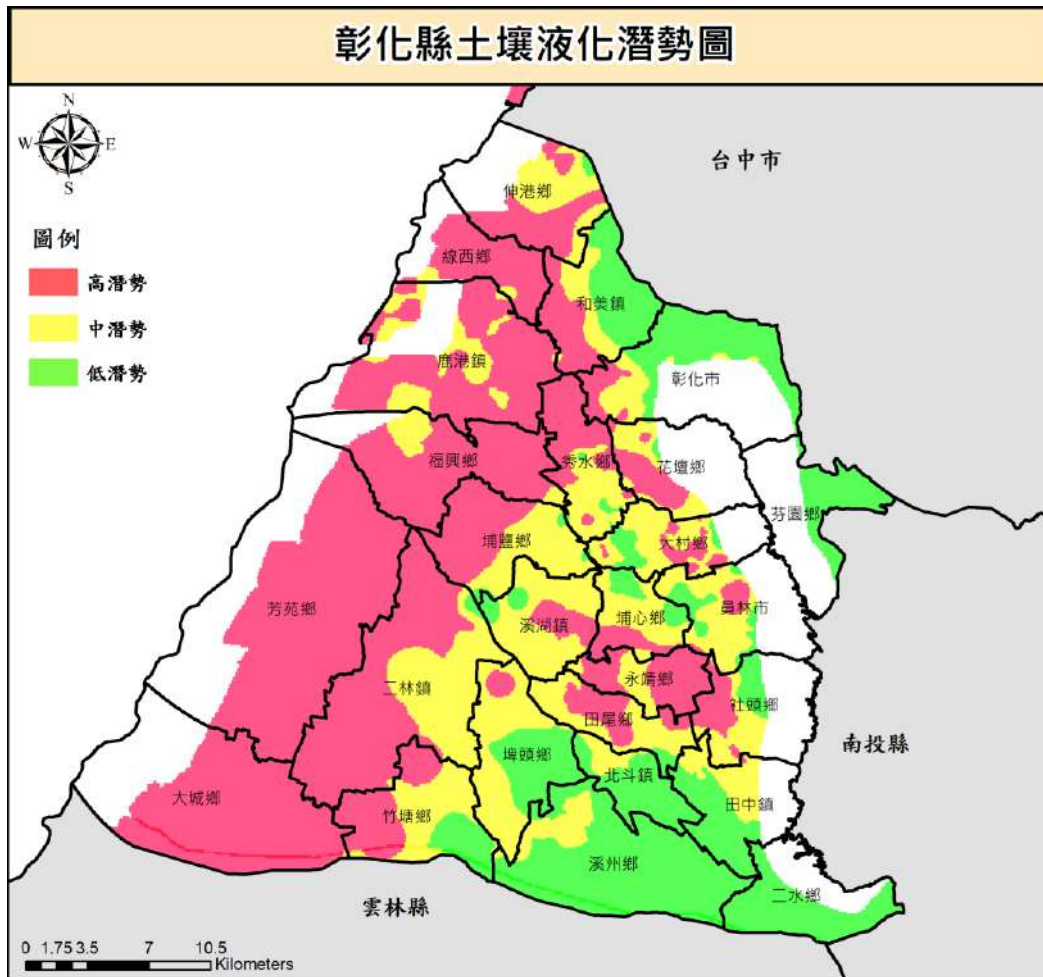 彰化縣土壤液化潛勢圖
N
W E
S
台中市
伸港鄉
圖例
線西鄉
高潛勢
和美鎮
中潛勢
鹿港鎮
低潛勢
彰化市
福興鄉
秀水鄉
花壇鄉
芬園鄉
埔鹽鄉
大村鄉
芳苑鄉
員林市
溪湖鎮
埔心鄉
二林鎮
永靖鄉
社頭鄉
田尾鄉
南投縣
埤頭鄉
北斗鎮
大城鄉
竹塘鄉
田中鎮
溪州鄉
二水鄉
雲林縣
0 1.75 3.5 7 10.5
Kilometers